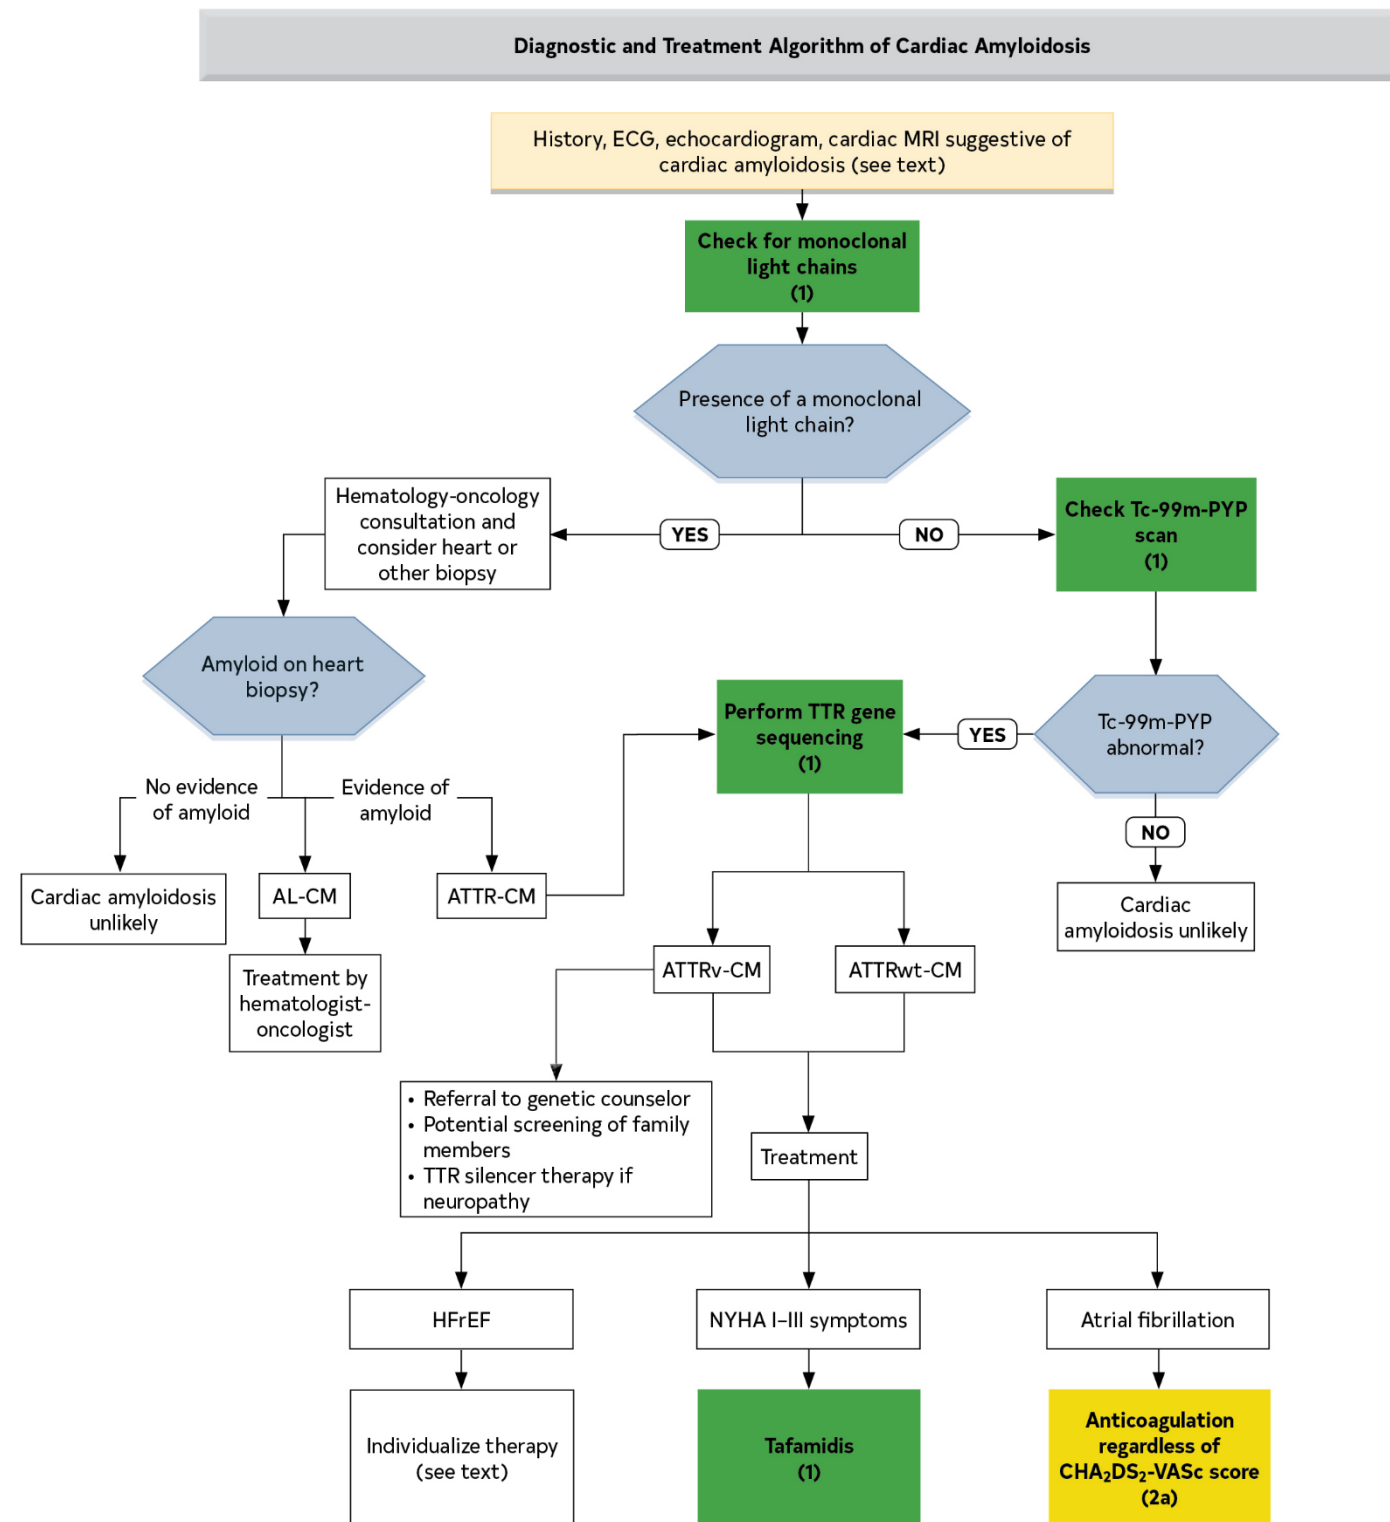 Diagnostic and Treatment Algorithm of Cardiac Amyloidosis
History, ECG, echocardiogram, cardiac MRI suggestive of
cardiac amyloidosis (see text)
Check for monoclonal
light chains
(1)
Presence of a monoclonal
light chain?
YES
NO
Hematology-oncology
consultation and
consider heart or
other biopsy
Check Tc-99m-PYP
scan
(1)
Amyloid on heart
biopsy?
Perform TTR gene
sequencing
(1)
YES
Tc-99m-PYP
abnormal?
No evidence
of amyloid
Evidence of
amyloid
NO
Cardiac amyloidosis
unlikely
AL-CM
ATTR-CM
Cardiac
amyloidosis unlikely
Treatment by
hematologist-
oncologist
ATTRv-CM
ATTRwt-CM
• Referral to genetic counselor
• Potential screening of family
members
• TTR silencer therapy if
neuropathy
Treatment
HFrEF
NYHA I–III symptoms
Atrial fibrillation
Individualize therapy
(see text)
Tafamidis
(1)
Anticoagulation
regardless of
CHA₂DS₂-VASc score
(2a)